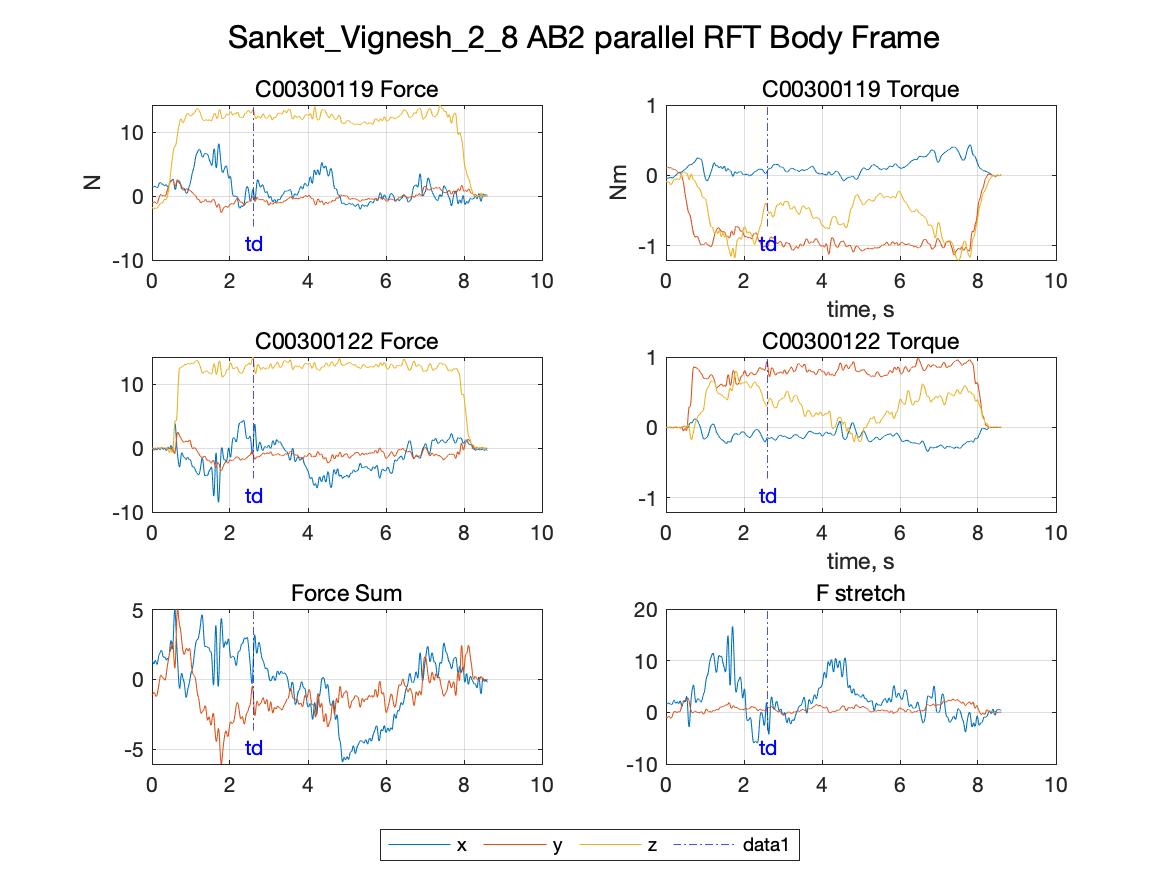 Sanket_Vignesh_2_8 AB2 parallel RFT Body Frame
C00300119 Force
N
10
0
-10
td
0 2 4 6 8 10
C00300119 Torque
Nm
1
0
-1
td
0 2 4 6 8 10
time, s
C00300122 Force
10
0
-10
td
0 2 4 6 8 10
C00300122 Torque
1
0
-1
td
0 2 4 6 8 10
time, s
Force Sum
5
0
-5
td
0 2 4 6 8 10
F stretch
20
10
0
-10
td
0 2 4 6 8 10
x y z data1